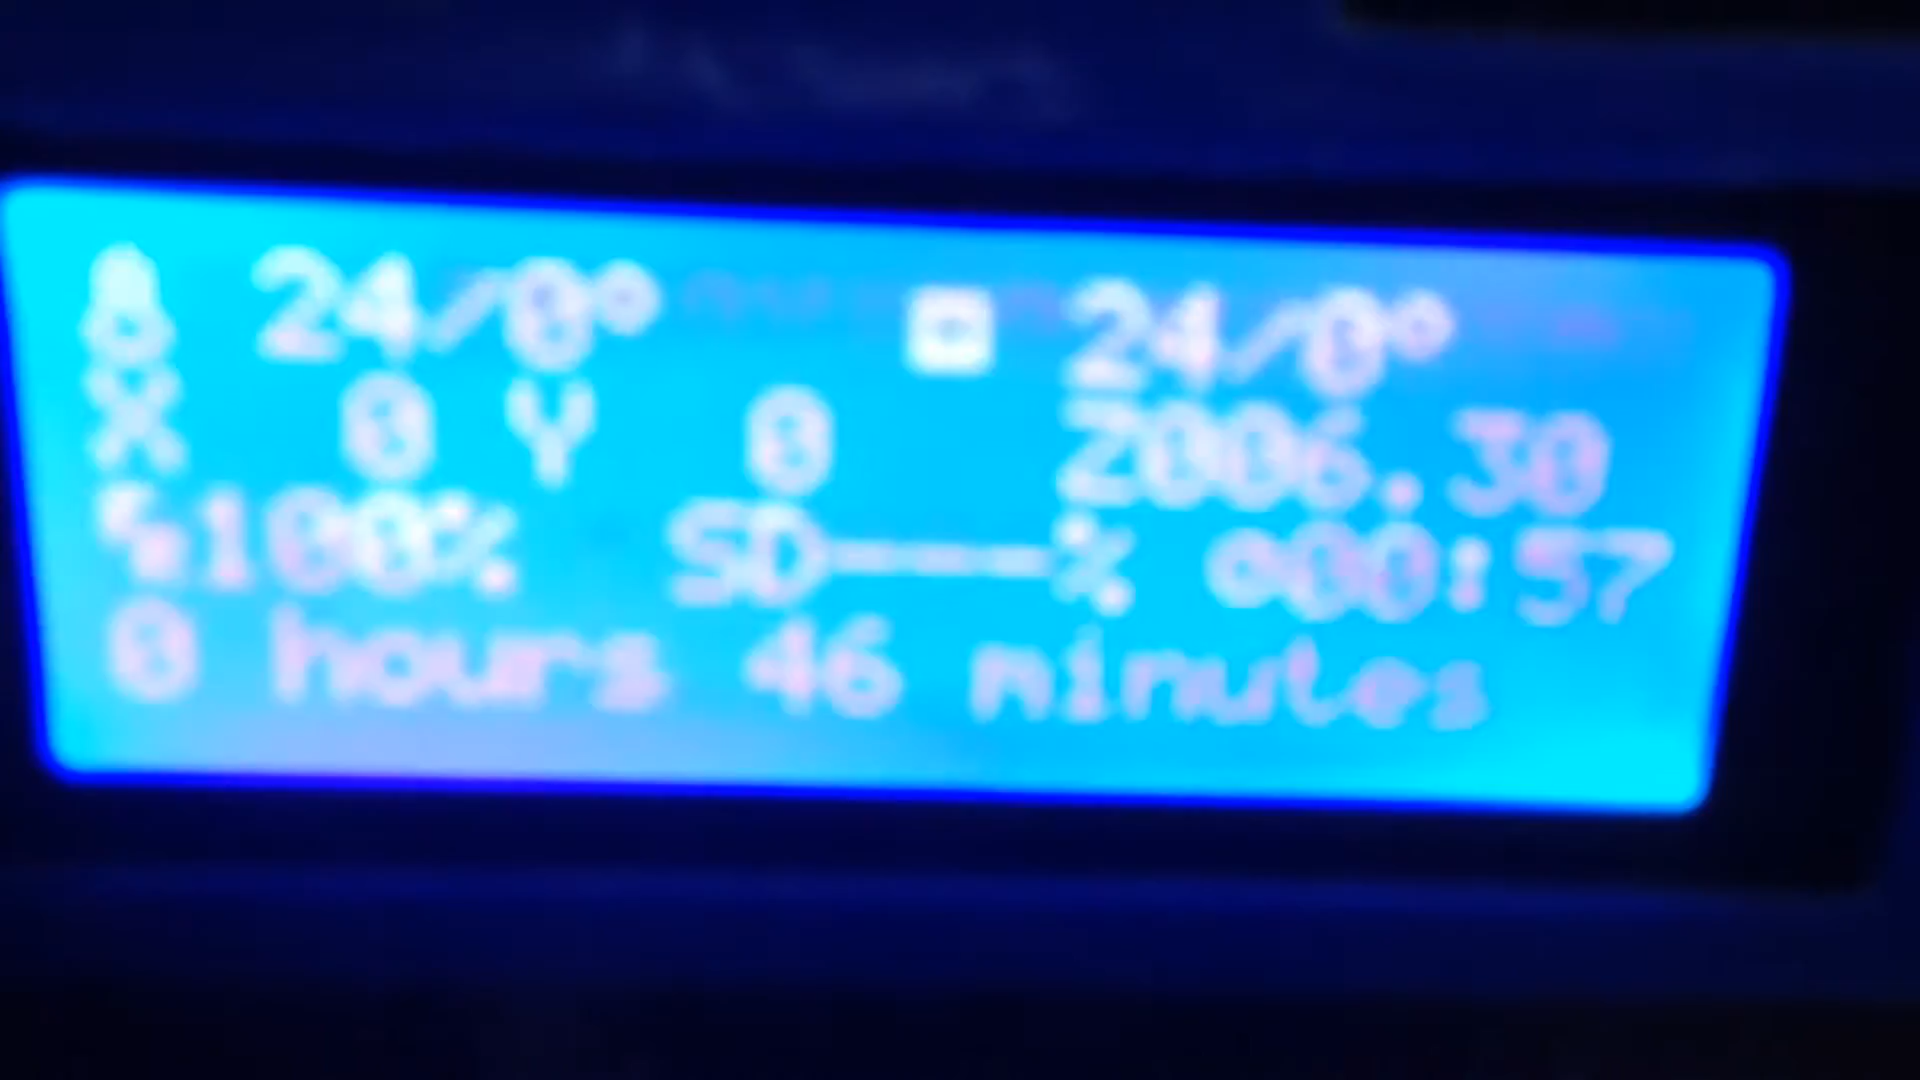 24/0° 24/0°
X 0 Y 0 Z006.30
100% SD---% 00:57
0 hours 46 minutes